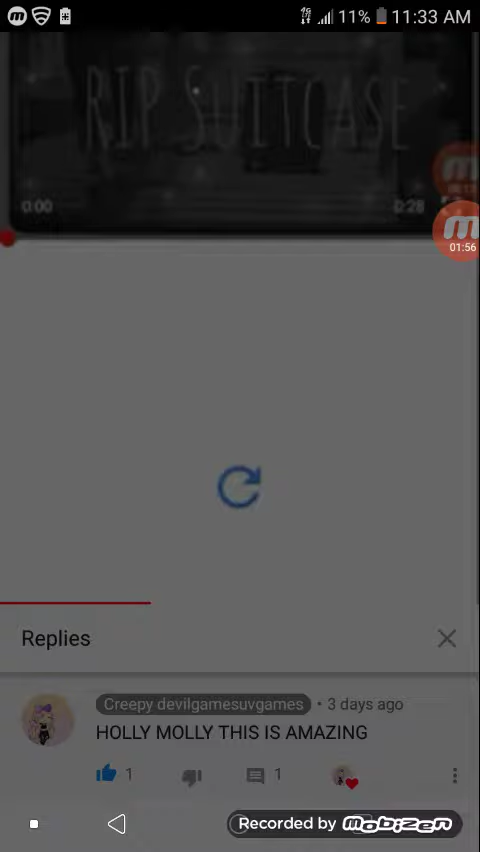 11% 11:33 AM
RIP SUITCASE
0:00
0:28
01:56
Replies
Creepy devilgamesuvgames • 3 days ago
HOLLY MOLLY THIS IS AMAZING
1
1
Recorded by mobizen